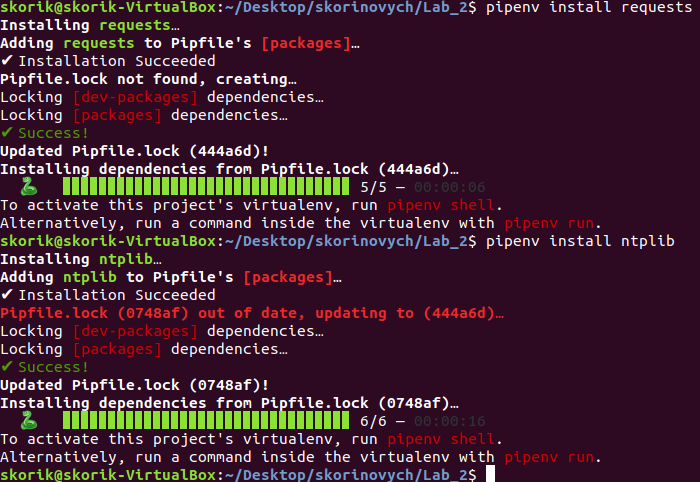 skorik@skorik-VirtualBox:~/Desktop/skorinovych/Lab_2$ pipenv install requests
Installing requests…
Adding requests to Pipfile's [packages]…
✔ Installation Succeeded
Pipfile.lock not found, creating…
Locking [dev-packages] dependencies…
Locking [packages] dependencies…
✔ Success!
Updated Pipfile.lock (444a6d)!
Installing dependencies from Pipfile.lock (444a6d)…
5/5 — 00:00:06
To activate this project's virtualenv, run pipenv shell.
Alternatively, run a command inside the virtualenv with pipenv run.
skorik@skorik-VirtualBox:~/Desktop/skorinovych/Lab_2$ pipenv install ntplib
Installing ntplib…
Adding ntplib to Pipfile's [packages]…
✔ Installation Succeeded
Pipfile.lock (0748af) out of date, updating to (444a6d)…
Locking [dev-packages] dependencies…
Locking [packages] dependencies…
✔ Success!
Updated Pipfile.lock (0748af)!
Installing dependencies from Pipfile.lock (0748af)…
6/6 — 00:00:16
To activate this project's virtualenv, run pipenv shell.
Alternatively, run a command inside the virtualenv with pipenv run.
skorik@skorik-VirtualBox:~/Desktop/skorinovych/Lab_2$